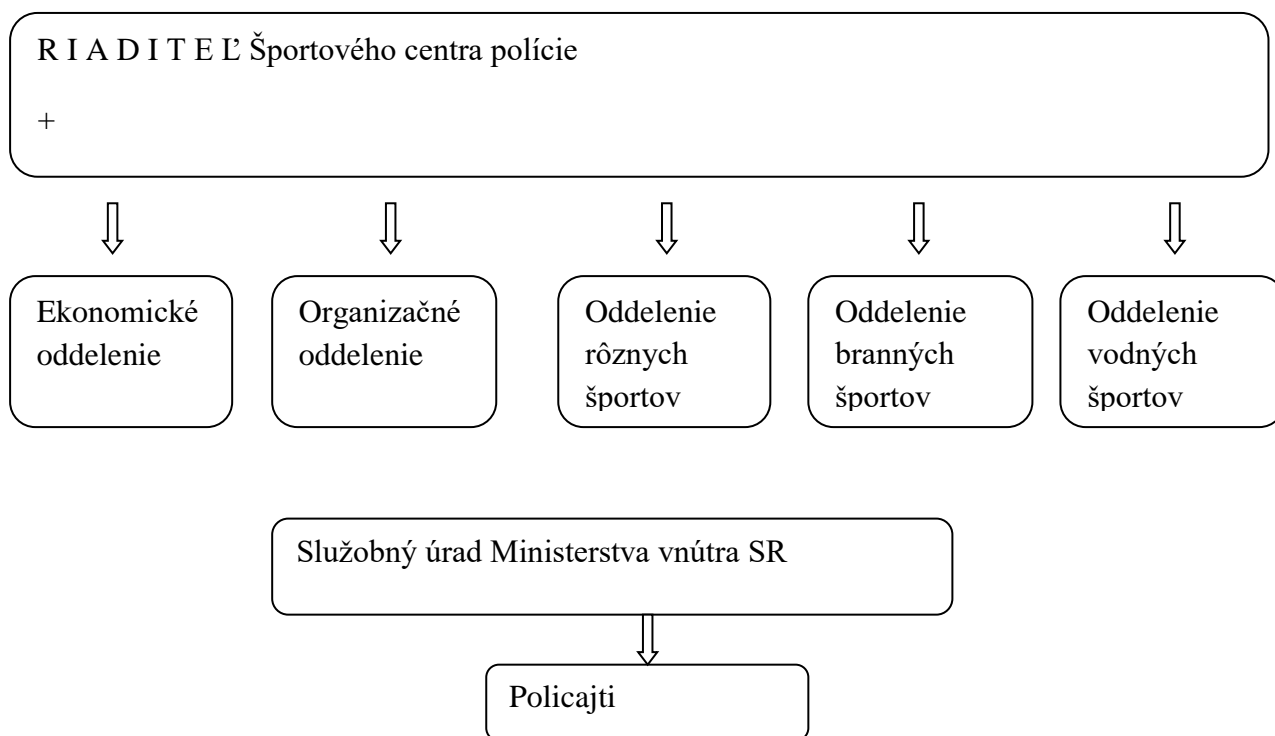 R I A D I T E Ľ Športového centra polície
+
Ekonomické
oddelenie
Organizačné
oddelenie
Oddelenie
rôznych
športov
Oddelenie
branných
športov
Oddelenie
vodných
športov
Služobný úrad Ministerstva vnútra SR
Policajti